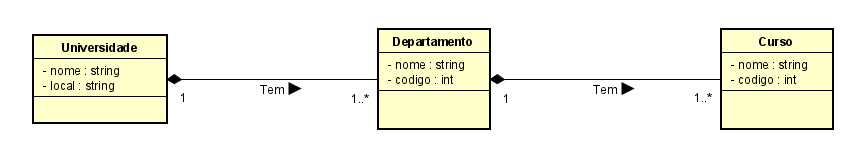 Universidade
- nome : string
- local : string
1
Tem
1..*
Departamento
- nome : string
- codigo : int
1
Tem
1..*
Curso
- nome : string
- codigo : int